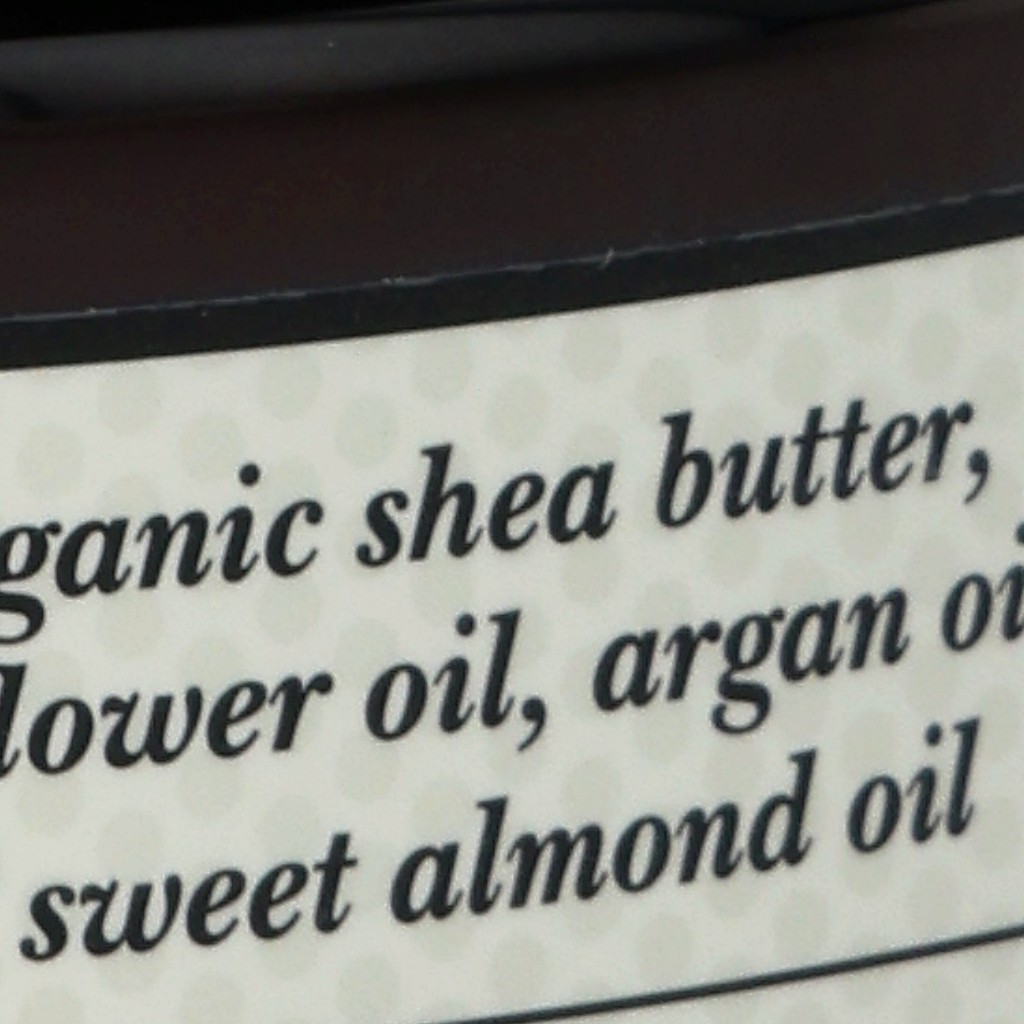 ganic shea butter,
lower oil, argan oi
sweet almond oil